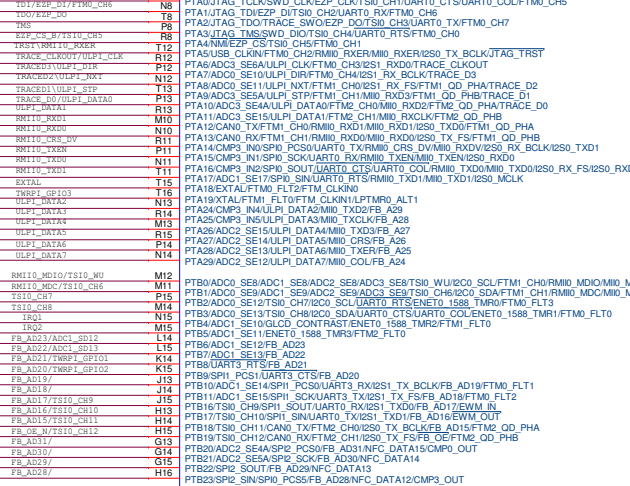 PTA0/JTAG_TCLK/SWD_CLK/EZP_CLK/TSI0_CH1/UART0_CTS/UART0_COL/FTM0_CH5
TDI/EZP_DI/FTM0_CH6 N8 PTA1/JTAG_TDI/EZP_DI/TSI0_CH2/UART0_RX/FTM0_CH6
TDO/EZP_DO T8 PTA2/JTAG_TDO/TRACE_SWO/EZP_DO/TSI0_CH3/UART0_TX/FTM0_CH7
TMS P8 PTA3/JTAG_TMS/SWD_DIO/TSI0_CH4/UART0_RTS/FTM0_CH0
EZP_CS_B/TSI0_CH5 R8 PTA4/NMI/EZP_CS/TSI0_CH5/FTM0_CH1
TRST\RMII0_RXER T12 PTA5/USB_CLKIN/FTM0_CH2/RMII0_RXER/MII0_RXER/I2S0_TX_BCLK/JTAG_TRST
TRACE_CLKOUT/ULPI_CLK R12 PTA6/ADC3_SE6A/ULPI_CLK/FTM0_CH3/I2S1_RXD0/TRACE_CLKOUT
TRACED3\ULPI_DIR P12 PTA7/ADC0_SE10/ULPI_DIR/FTM0_CH4/I2S1_RX_BCLK/TRACE_D3
TRACED2\ULPI_NXT N12 PTA8/ADC0_SE11/ULPI_NXT/FTM1_CH0/I2S1_RX_FS/FTM1_QD_PHA/TRACE_D2
TRACED1\ULPI_STP T13 PTA9/ADC3_SE5A/ULPI_STP/FTM1_CH1/MII0_RXD3/FTM1_QD_PHB/TRACE_D1
TRACE_D0/ULPI_DATA0 P13 PTA10/ADC3_SE4A/ULPI_DATA0/FTM2_CH0/MII0_RXD2/FTM2_QD_PHA/TRACE_D0
ULPI_DATA1 R13 PTA11/ADC3_SE15/ULPI_DATA1/FTM2_CH1/MII0_RXCLK/FTM2_QD_PHB
RMII0_RXD1 M10 PTA12/CAN0_TX/FTM1_CH0/RMII0_RXD1/MII0_RXD1/I2S0_TXD0/FTM1_QD_PHA
RMII0_RXD0 N10 PTA13/CAN0_RX/FTM1_CH1/RMII0_RXD0/MII0_RXD0/I2S0_TX_FS/FTM1_QD_PHB
RMII0_CRS_DV R11 PTA14/CMP3_IN0/SPI0_PCS0/UART0_TX/RMII0_CRS_DV/MII0_RXDV/I2S0_RX_BCLK/I2S0_TXD1
RMII0_TXEN P11 PTA15/CMP3_IN1/SPI0_SCK/UART0_RX/RMII0_TXEN/MII0_TXEN/I2S0_RXD0
RMII0_TXD0 N11 PTA16/CMP3_IN2/SPI0_SOUT/UART0_CTS/UART0_COL/RMII0_TXD0/MII0_TXD0/I2S0_RX_FS/I2S0_RXD
RMII0_TXD1 T11 PTA17/ADC1_SE17/SPI0_SIN/UART0_RTS/RMII0_TXD1/MII0_TXD1/I2S0_MCLK
EXTAL T15 PTA18/EXTAL/FTM0_FLT2/FTM_CLKIN0
TWRPI_GPIO3 T16 PTA19/XTAL/FTM1_FLT0/FTM_CLKIN1/LPTMR0_ALT1
ULPI_DATA2 N13 PTA24/CMP3_IN4/ULPI_DATA2/MII0_TXD2/FB_A29
ULPI_DATA3 R14 PTA25/CMP3_IN5/ULPI_DATA3/MII0_TXCLK/FB_A28
ULPI_DATA4 M13 PTA26/ADC2_SE15/ULPI_DATA4/MII0_TXD3/FB_A27
ULPI_DATA5 R15 PTA27/ADC2_SE14/ULPI_DATA5/MII0_CRS/FB_A26
ULPI_DATA6 P14 PTA28/ADC2_SE13/ULPI_DATA6/MII0_TXER/FB_A25
ULPI_DATA7 N14 PTA29/ADC2_SE12/ULPI_DATA7/MII0_COL/FB_A24
RMII0_MDIO/TSI0_WU M12 PTB0/ADC0_SE8/ADC1_SE8/ADC2_SE8/ADC3_SE8/TSI0_WU/I2C0_SCL/FTM1_CH0/RMII0_MDIO/MII0_M
RMII0_MDC/TSI0_CH6 M11 PTB1/ADC0_SE9/ADC1_SE9/ADC2_SE9/ADC3_SE9/TSI0_CH6/I2C0_SDA/FTM1_CH1/RMII0_MDC/MII0_M
TSI0_CH7 P15 PTB2/ADC0_SE12/TSI0_CH7/I2C0_SCL/UART0_RTS/ENET0_1588_TMR0/FTM0_FLT3
TSI0_CH8 M14 PTB3/ADC0_SE13/TSI0_CH8/I2C0_SDA/UART0_CTS/UART0_COL/ENET0_1588_TMR1/FTM0_FLT0
IRQ1 N15 PTB4/ADC1_SE10/GLCD_CONTRAST/ENET0_1588_TMR2/FTM1_FLT0
IRQ2 M15 PTB5/ADC1_SE11/ENET0_1588_TMR3/FTM2_FLT0
FB_AD23/ADC1_SD12 L14 PTB6/ADC1_SE12/FB_AD23
FB_AD22/ADC1_SD13 L15 PTB7/ADC1_SE13/FB_AD22
FB_AD21/TWRPI_GPIO1 K14 PTB8/UART3_RTS/FB_AD21
FB_AD20/TWRPI_GPIO2 K15 PTB9/SPI1_PCS1/UART3_CTS/FB_AD20
FB_AD19/ J13 PTB10/ADC1_SE14/SPI1_PCS0/UART3_RX/I2S1_TX_BCLK/FB_AD19/FTM0_FLT1
FB_AD18/ J14 PTB11/ADC1_SE15/SPI1_SCK/UART3_TX/I2S1_TX_FS/FB_AD18/FTM0_FLT2
FB_AD17/TSI0_CH9 J15 PTB16/TSI0_CH9/SPI1_SOUT/UART0_RX/I2S1_TXD0/FB_AD17/EWM_IN
FB_AD16/TSI0_CH10 H13 PTB17/TSI0_CH10/SPI1_SIN/UART0_TX/I2S1_TXD1/FB_AD16/EWM_OUT
FB_AD15/TSI0_CH11 H14 PTB18/TSI0_CH11/CAN0_TX/FTM2_CH0/I2S0_TX_BCLK/FB_AD15/FTM2_QD_PHA
FB_OE_N/TSI0_CH12 H15 PTB19/TSI0_CH12/CAN0_RX/FTM2_CH1/I2S0_TX_FS/FB_OE/FTM2_QD_PHB
FB_AD31/ G13 PTB20/ADC2_SE4A/SPI2_PCS0/FB_AD31/NFC_DATA15/CMP0_OUT
FB_AD30/ G14 PTB21/ADC2_SE5A/SPI2_SCK/FB_AD30/NFC_DATA14
FB_AD29/ G15 PTB22/SPI2_SOUT/FB_AD29/NFC_DATA13
FB_AD28/ H16 PTB23/SPI2_SIN/SPI0_PCS5/FB_AD28/NFC_DATA12/CMP3_OUT